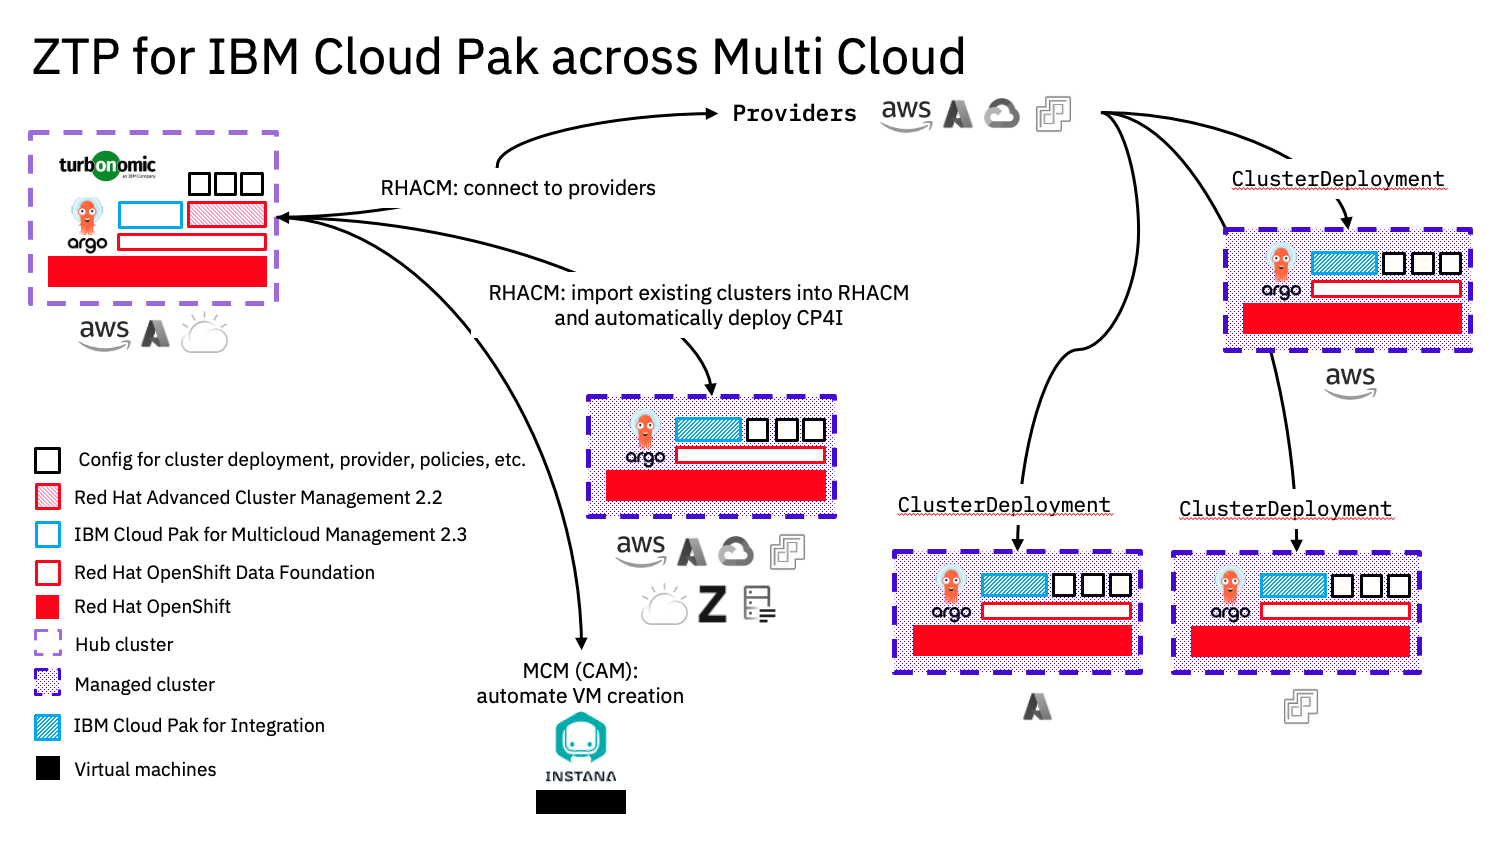 ZTP for IBM Cloud Pak across Multi Cloud
Providers
aws
turbonomic
an IBM Company
argo
aws
RHACM: connect to providers
RHACM: import existing clusters into RHACM
and automatically deploy CP4I
ClusterDeployment
argo
aws
argo
aws
Z
Config for cluster deployment, provider, policies, etc.
Red Hat Advanced Cluster Management 2.2
IBM Cloud Pak for Multicloud Management 2.3
Red Hat OpenShift Data Foundation
Red Hat OpenShift
Hub cluster
Managed cluster
IBM Cloud Pak for Integration
Virtual machines
MCM (CAM):
automate VM creation
INSTANA
ClusterDeployment
argo
ClusterDeployment
argo